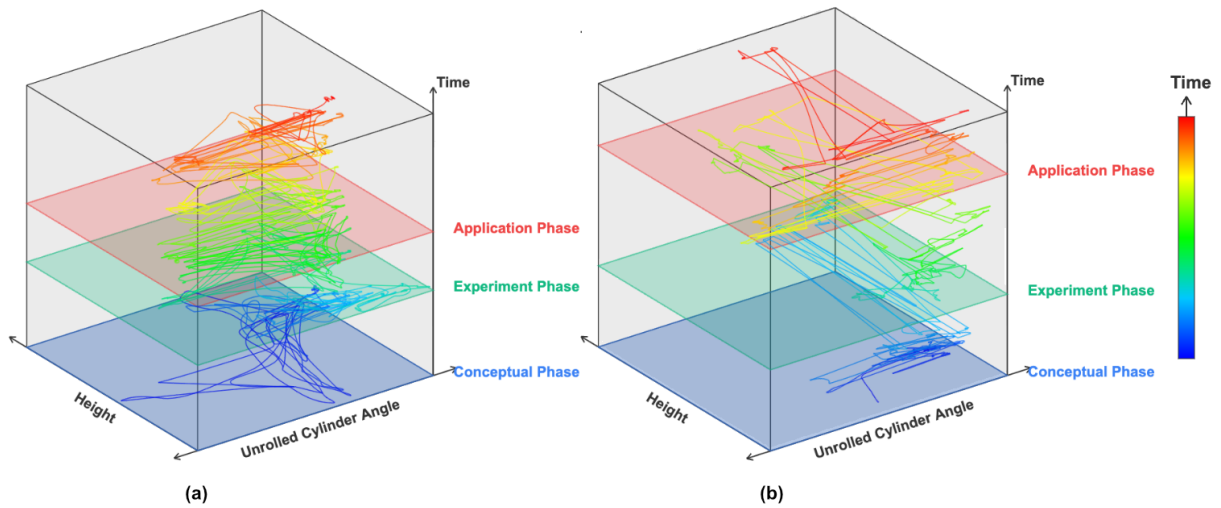 Time
Application Phase
Experiment Phase
Conceptual Phase
Height
Unrolled Cylinder Angle
(a)
Time
Application Phase
Experiment Phase
Conceptual Phase
Height
Unrolled Cylinder Angle
(b)
Time